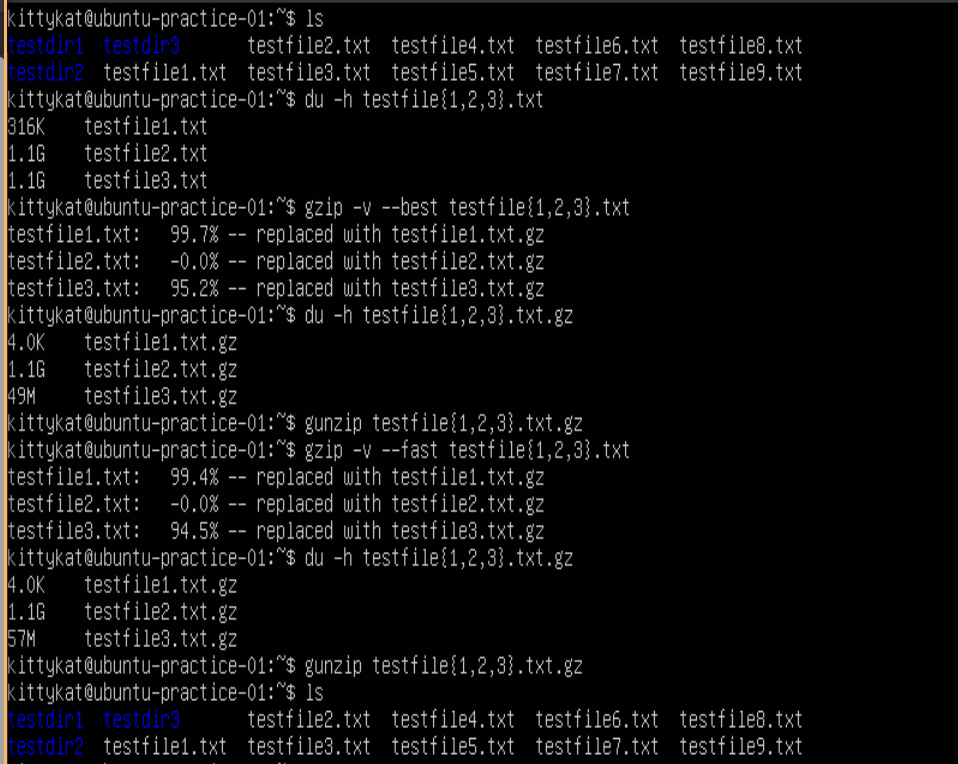 kittykat@ubuntu-practice-01:~$ ls
testdir1 testdir3 testfile2.txt testfile4.txt testfile6.txt testfile8.txt
testdir2 testfile1.txt testfile3.txt testfile5.txt testfile7.txt testfile9.txt
kittykat@ubuntu-practice-01:~$ du -h testfile{1,2,3}.txt
316K testfile1.txt
1.1G testfile2.txt
1.1G testfile3.txt
kittykat@ubuntu-practice-01:~$ gzip -v --best testfile{1,2,3}.txt
testfile1.txt: 99.7% -- replaced with testfile1.txt.gz
testfile2.txt: -0.0% -- replaced with testfile2.txt.gz
testfile3.txt: 95.2% -- replaced with testfile3.txt.gz
kittykat@ubuntu-practice-01:~$ du -h testfile{1,2,3}.txt.gz
4.0K testfile1.txt.gz
1.1G testfile2.txt.gz
49M testfile3.txt.gz
kittykat@ubuntu-practice-01:~$ gunzip testfile{1,2,3}.txt.gz
kittykat@ubuntu-practice-01:~$ gzip -v --fast testfile{1,2,3}.txt
testfile1.txt: 99.4% -- replaced with testfile1.txt.gz
testfile2.txt: -0.0% -- replaced with testfile2.txt.gz
testfile3.txt: 94.5% -- replaced with testfile3.txt.gz
kittykat@ubuntu-practice-01:~$ du -h testfile{1,2,3}.txt.gz
4.0K testfile1.txt.gz
1.1G testfile2.txt.gz
57M testfile3.txt.gz
kittykat@ubuntu-practice-01:~$ gunzip testfile{1,2,3}.txt.gz
kittykat@ubuntu-practice-01:~$ ls
testdir1 testdir3 testfile2.txt testfile4.txt testfile6.txt testfile8.txt
testdir2 testfile1.txt testfile3.txt testfile5.txt testfile7.txt testfile9.txt